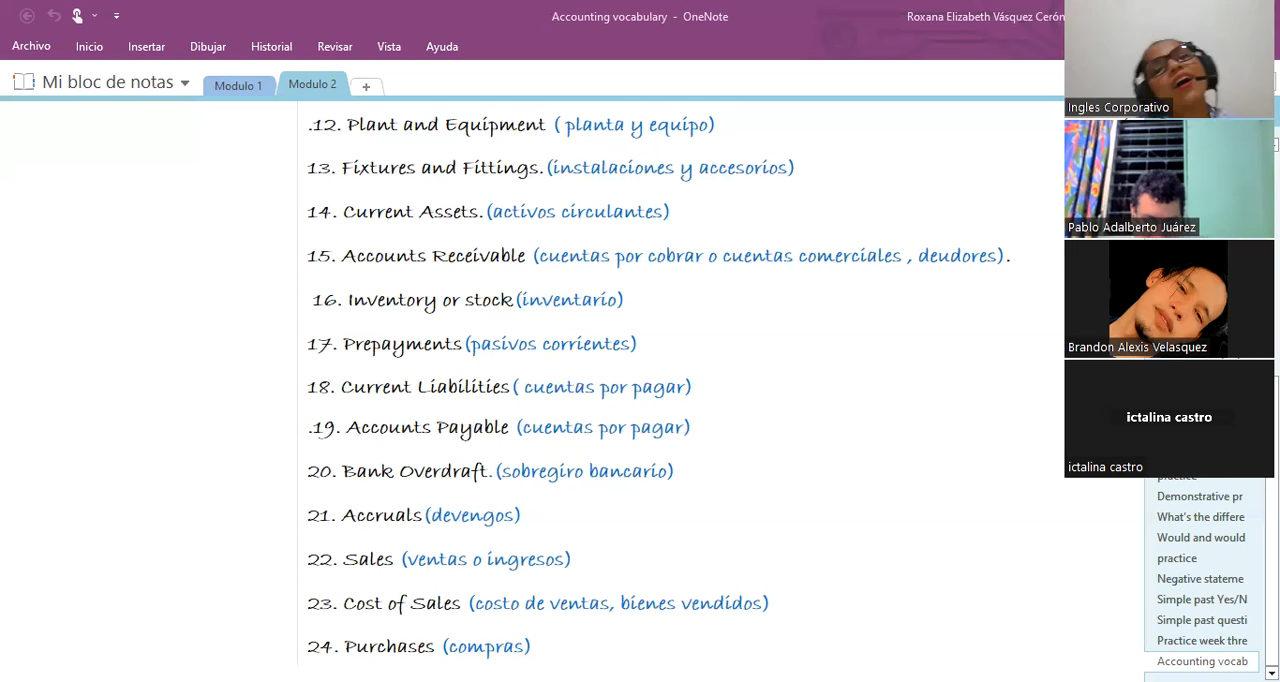 Accounting vocabulary - OneNote
Roxana Elizabeth Vásquez Cerón
Archivo Inicio Insertar Dibujar Historial Revisar Vista Ayuda
Mi bloc de notas Modulo 1 Modulo 2 +
.12. Plant and Equipment ( planta y equipo)
13. Fixtures and Fittings.(instalaciones y accesorios)
14. Current Assets.(activos circulantes)
15. Accounts Receivable (cuentas por cobrar o cuentas comerciales , deudores).
16. Inventory or stock(inventario)
17. Prepayments(pasivos corrientes)
18. Current Liabilities( cuentas por pagar)
.19. Accounts Payable (cuentas por pagar)
20. Bank Overdraft.(sobregiro bancario)
21. Accruals(devengos)
22. Sales (ventas o ingresos)
23. Cost of Sales (costo de ventas, bienes vendidos)
24. Purchases (compras)
Ingles Corporativo
Pablo Adalberto Juárez
Brandon Alexis Velasquez
ictalina castro
ictalina castro
practice
Demonstrative pr
What's the differe
Would and would
practice
Negative stateme
Simple past Yes/N
Simple past questi
Practice week thre
Accounting vocab